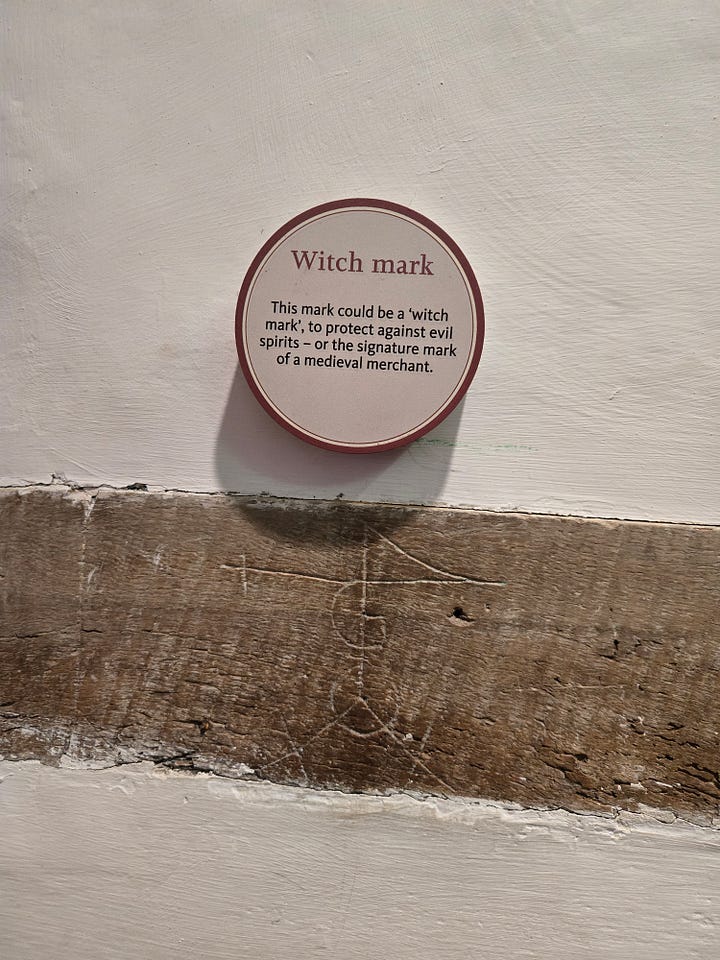 Witch mark
This mark could be a ‘witch
mark’, to protect against evil
spirits – or the signature mark
of a medieval merchant.